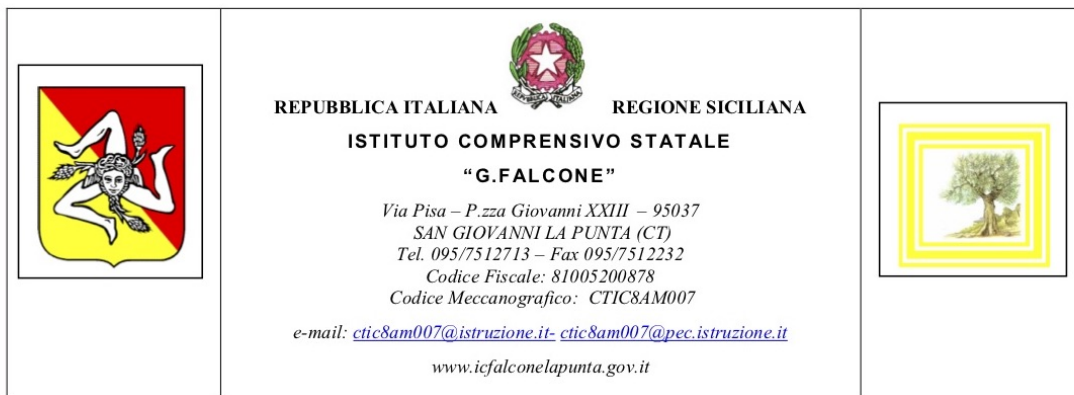 REPUBBLICA ITALIANA REGIONE SICILIANA
ISTITUTO COMPRENSIVO STATALE
“G.FALCONE”
Via Pisa – P.zza Giovanni XXIII – 95037
SAN GIOVANNI LA PUNTA (CT)
Tel. 095/7512713 – Fax 095/7512232
Codice Fiscale: 81005200878
Codice Meccanografico: CTIC8AM007
e-mail: ctic8am007@istruzione.it- ctic8am007@pec.istruzione.it
www.icfalconelapunta.gov.it